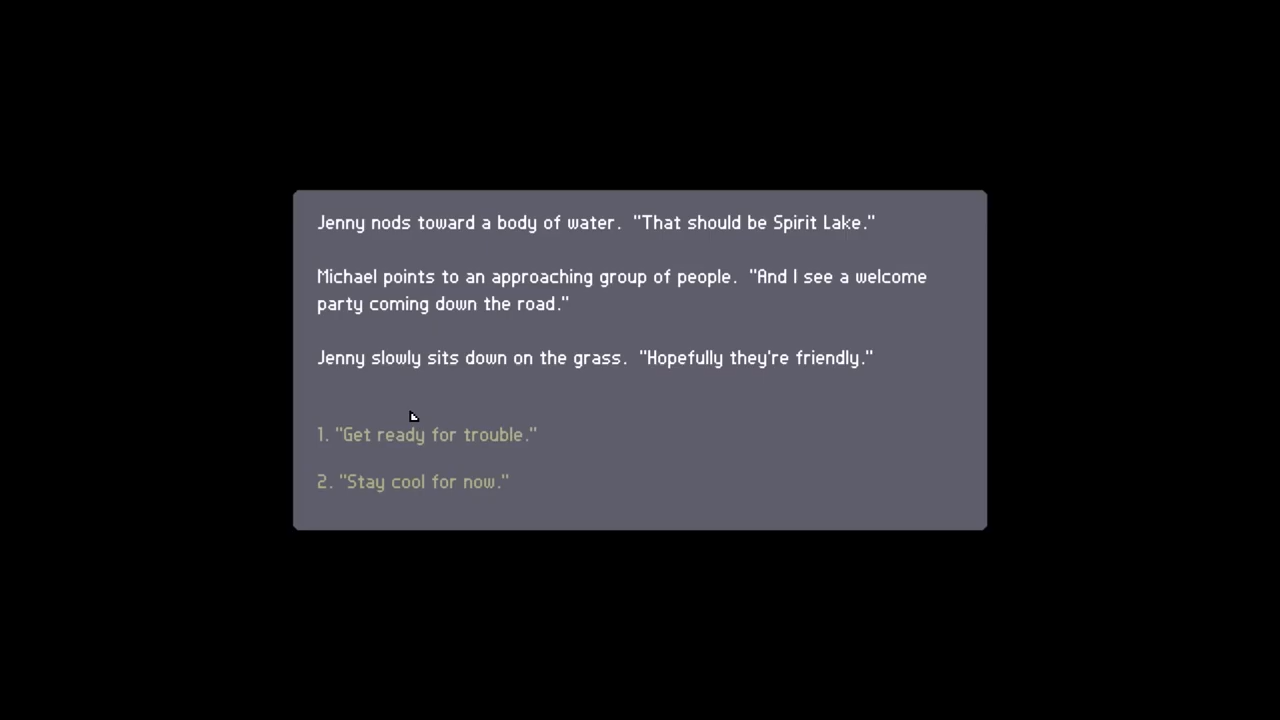 Jenny nods toward a body of water.  "That should be Spirit Lake."
Michael points to an approaching group of people.  "And I see a welcome
party coming down the road."
Jenny slowly sits down on the grass.  "Hopefully they're friendly."
1. "Get ready for trouble."
2. "Stay cool for now."